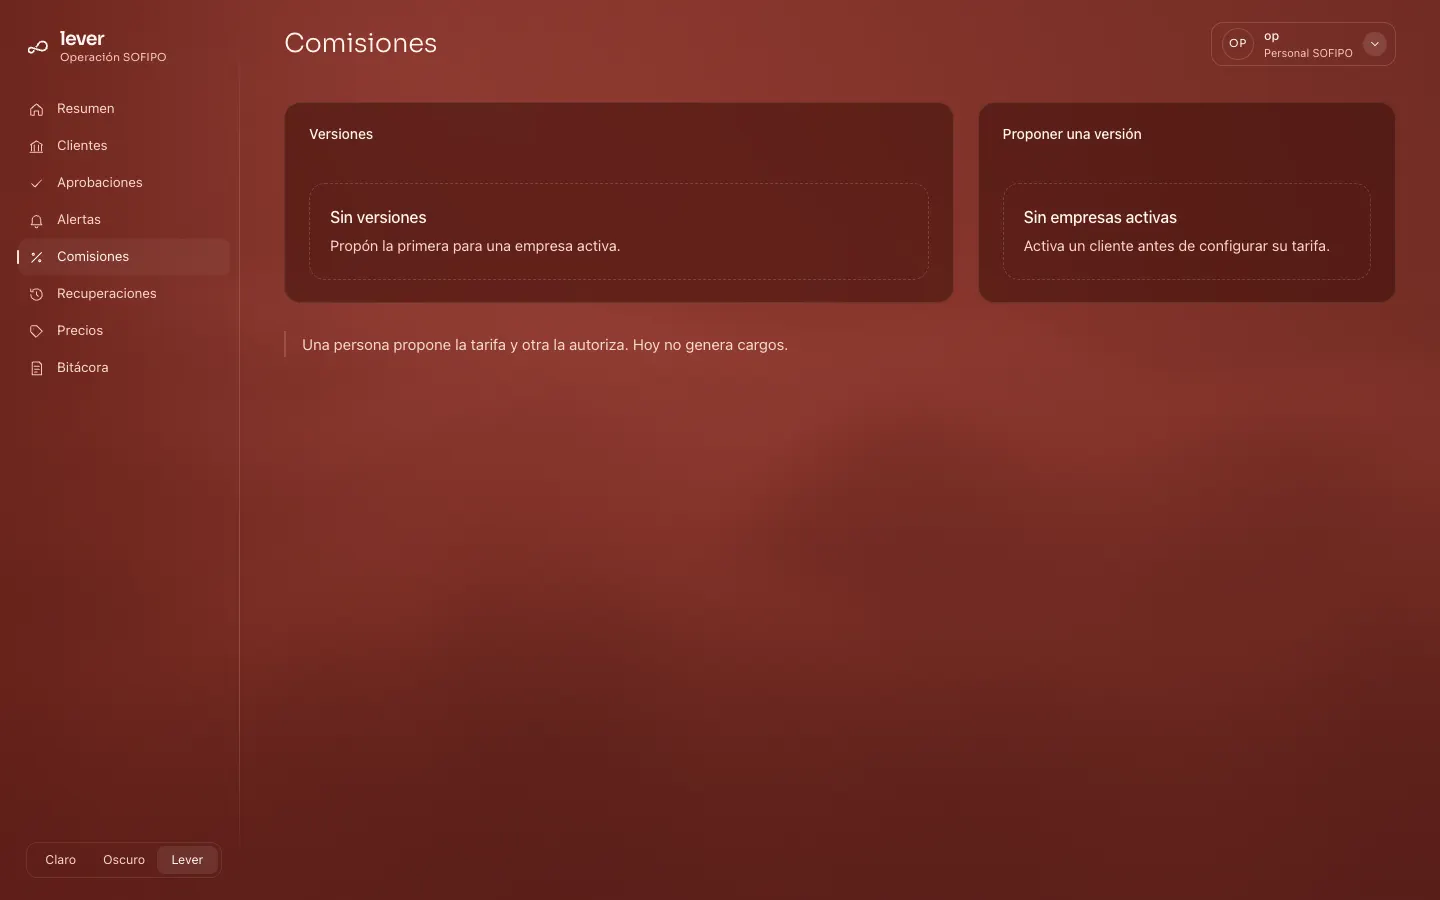 lever
Operación SOFIPO
Resumen
Clientes
Aprobaciones
Alertas
Comisiones
Recuperaciones
Precios
Bitácora
Claro
Oscuro
Lever
Comisiones
OP
op
Personal SOFIPO
Versiones
Sin versiones
Propón la primera para una empresa activa.
Proponer una versión
Sin empresas activas
Activa un cliente antes de configurar su tarifa.
Una persona propone la tarifa y otra la autoriza. Hoy no genera cargos.